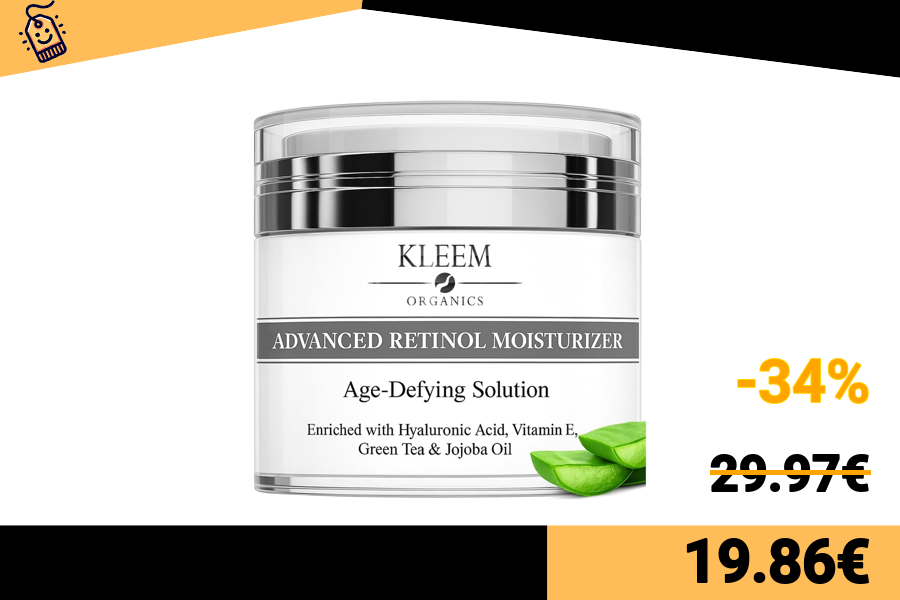 KLEEM
ORGANICS
ADVANCED RETINOL MOISTURIZER
Age-Defying Solution
Enriched with Hyaluronic Acid, Vitamin E,
Green Tea & Jojoba Oil
-34%
29.97€
19.86€